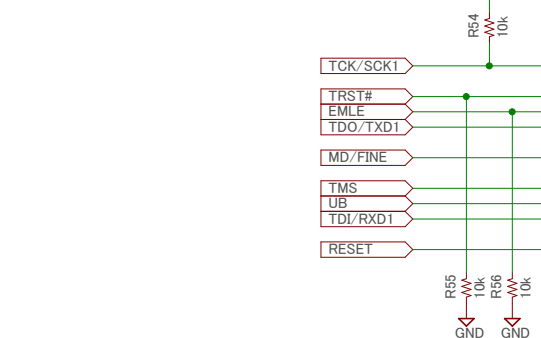 R54
10k
TCK/SCK1
TRST#
EMLE
TDO/TXD1
MD/FINE
TMS
UB
TDI/RXD1
RESET
R55
10k
R56
10k
GND
GND